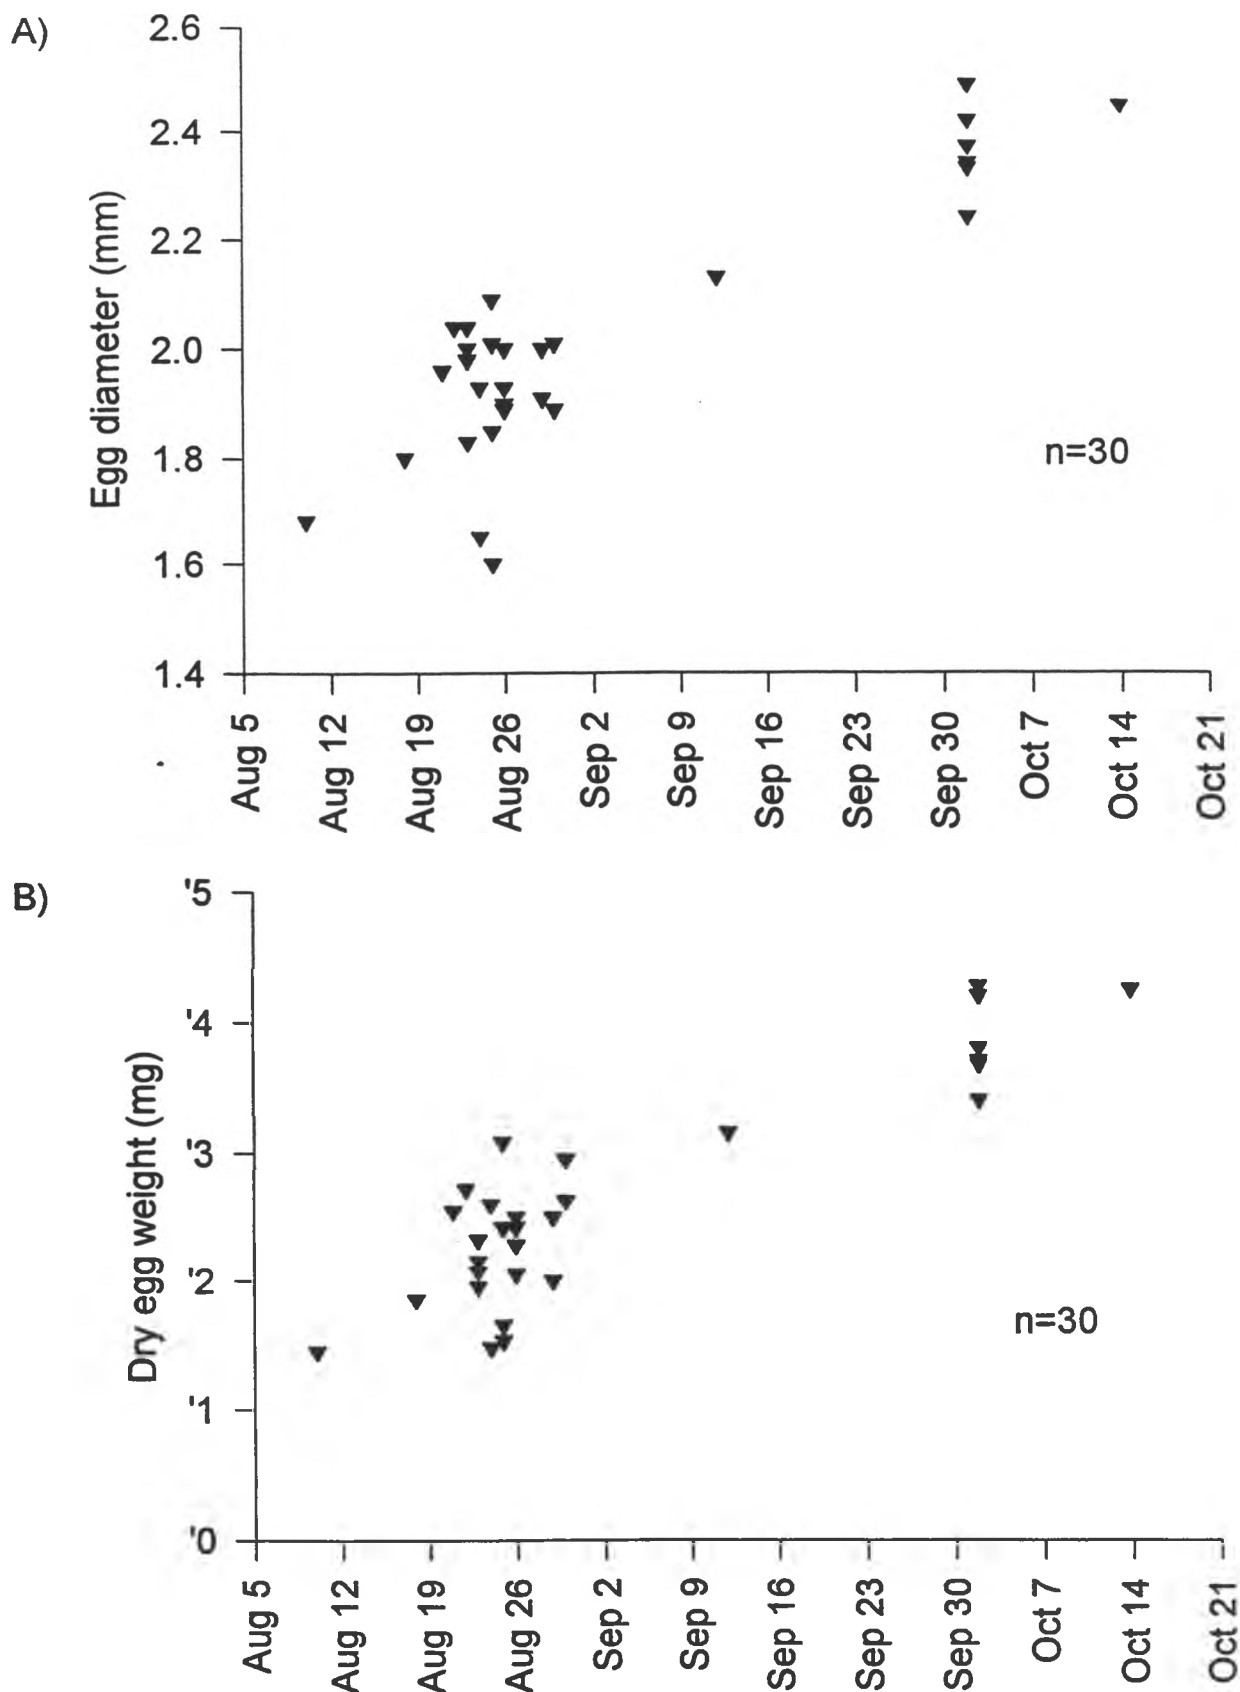 A)
2.6
2.4
2.2
2.0
1.8
1.6
1.4
Egg diameter (mm)
n=30
Aug 5
Aug 12
Aug 19
Aug 26
Sep 2
Sep 9
Sep 16
Sep 23
Sep 30
Oct 7
Oct 14
Oct 21
B)
'5
'4
'3
'2
'1
'0
Dry egg weight (mg)
n=30
Aug 5
Aug 12
Aug 19
Aug 26
Sep 2
Sep 9
Sep 16
Sep 23
Sep 30
Oct 7
Oct 14
Oct 21